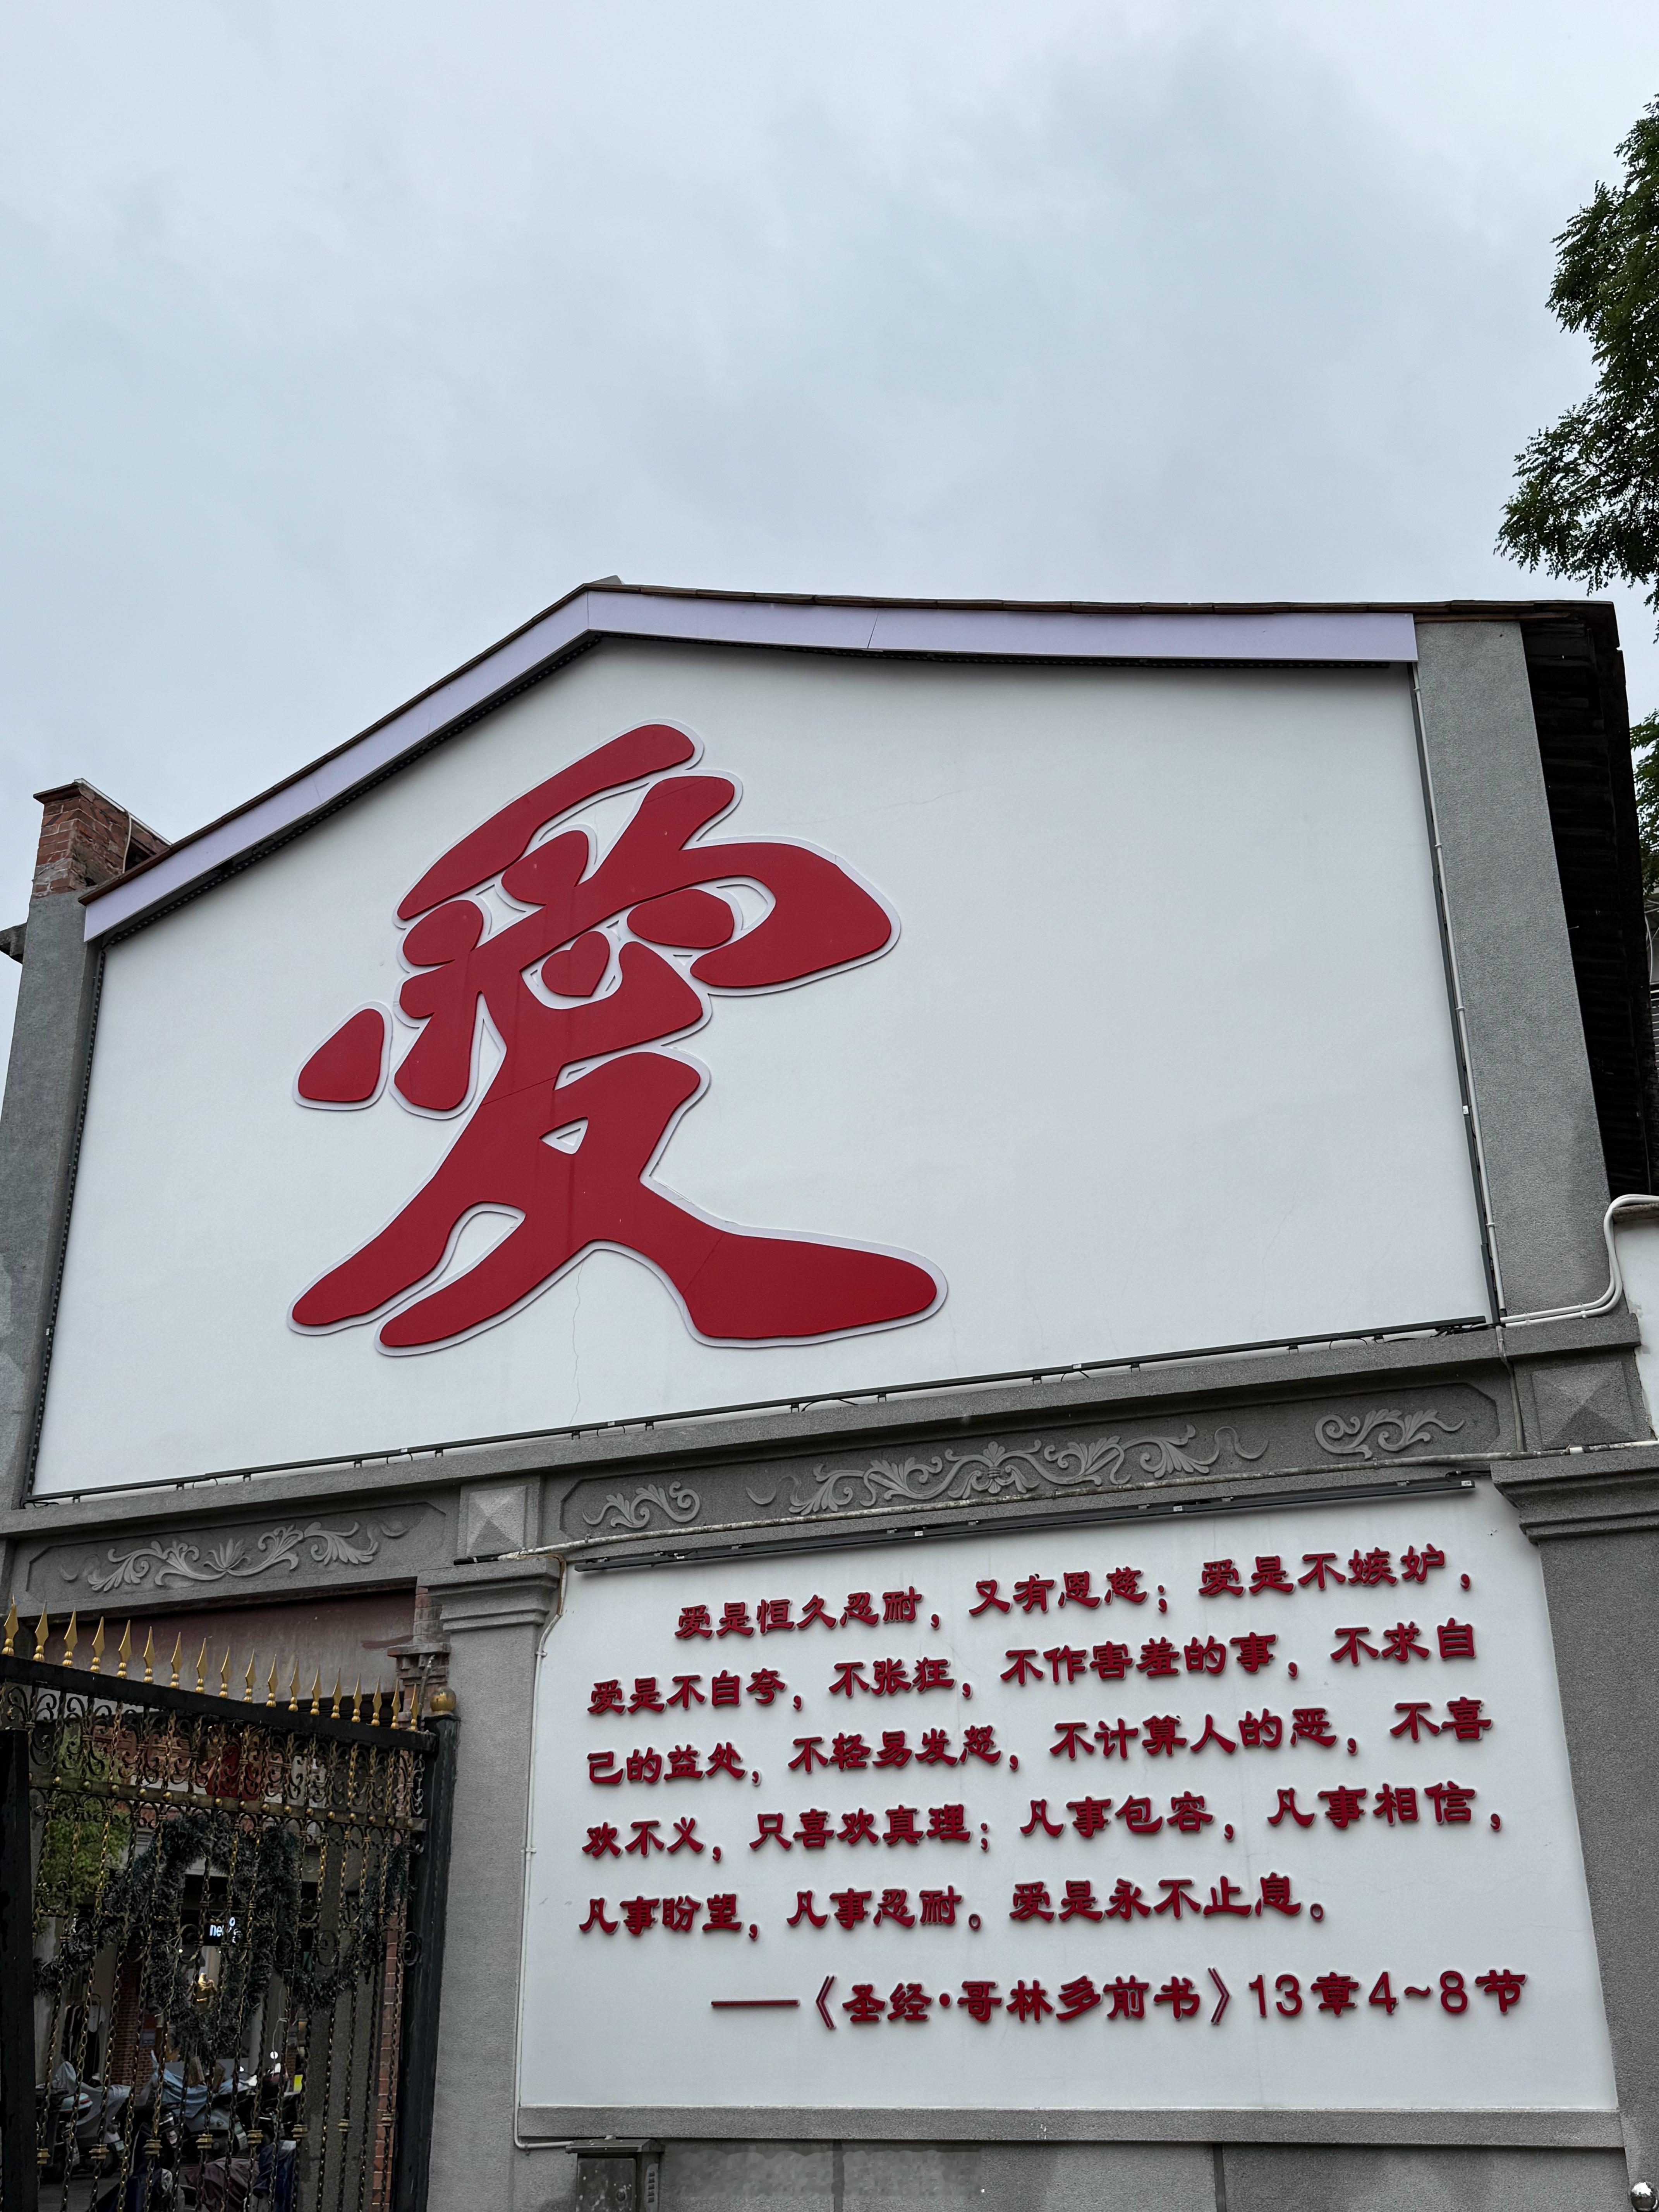 愛
爱是恒久忍耐，又有恩慈；爱是不嫉妒，
爱是不自夸，不张狂，不作害羞的事，不求自
己的益处，不轻易发怒，不计算人的恶，不喜
欢不义，只喜欢真理；凡事包容，凡事相信，
凡事盼望，凡事忍耐。爱是永不止息。
——《圣经·哥林多前书》13章4~8节